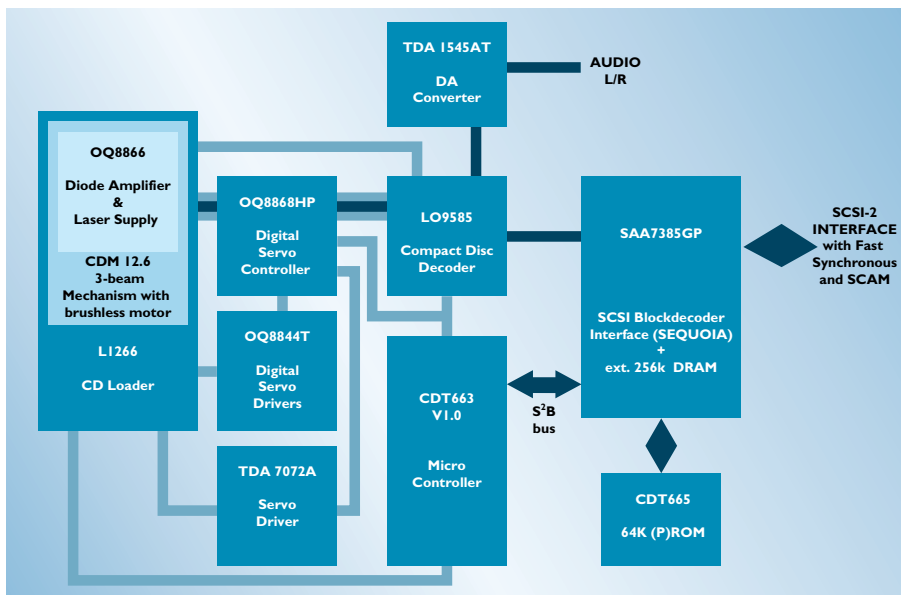 TDA 1545AT
DA
Converter
AUDIO
L/R
OQ8866
Diode Amplifier
&
Laser Supply
CDM 12.6
3-beam
Mechanism with
brushless motor
L1266
CD Loader
OQ8868HP
Digital
Servo
Controller
LO9585
Compact Disc
Decoder
SAA7385GP
SCSI Blockdecoder
Interface (SEQUOIA)
+
ext. 256k DRAM
SCSI-2
INTERFACE
with Fast
Synchronous
and SCAM
OQ8844T
Digital
Servo
Drivers
CDT663
V1.0
Micro
Controller
S²B
bus
TDA 7072A
Servo
Driver
CDT665
64K (P)ROM